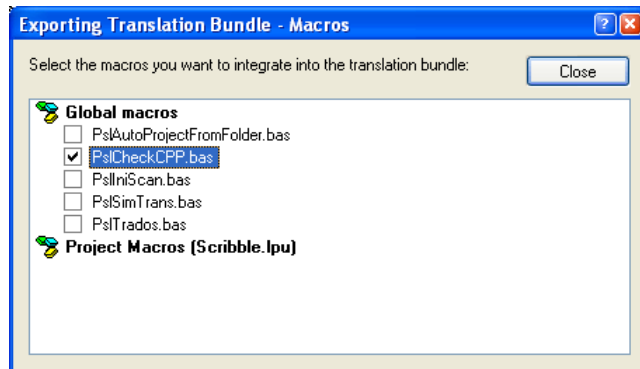 Exporting Translation Bundle - Macros
Select the macros you want to integrate into the translation bundle:
Close
Global macros
PslAutoProjectFromFolder.bas
PslCheckCPP.bas
PslIniScan.bas
PslSimTrans.bas
PslTrados.bas
Project Macros (Scribble.lpu)